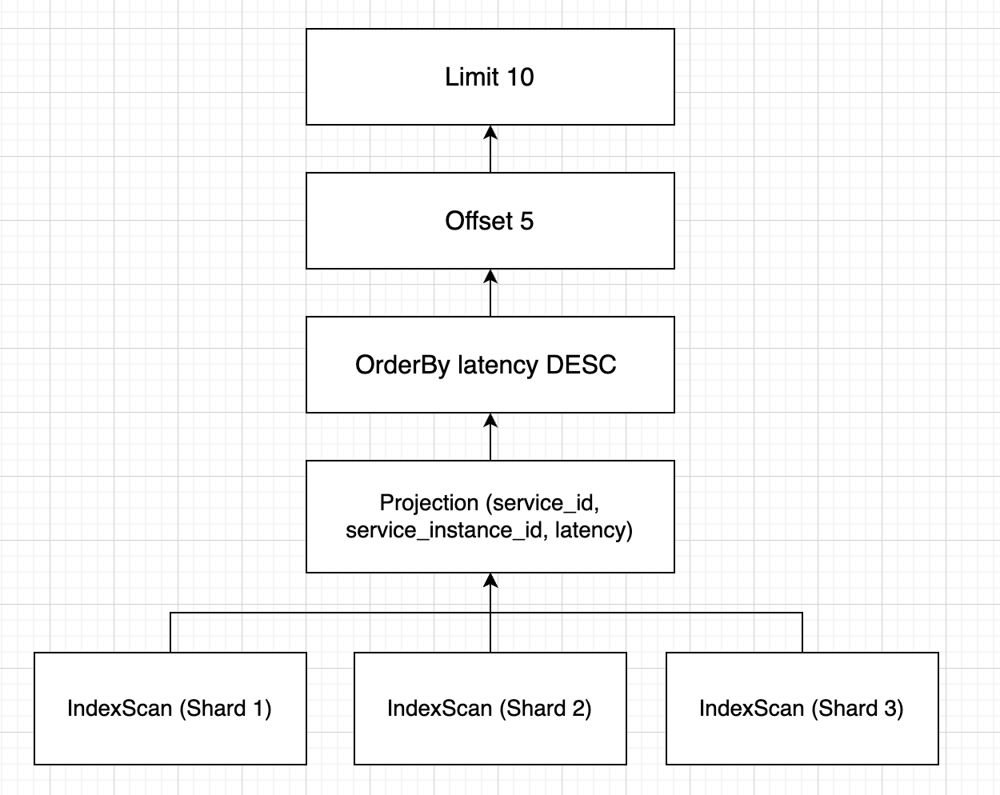 Limit 10
Offset 5
OrderBy latency DESC
Projection (service_id,
service_instance_id, latency)
IndexScan (Shard 1)
IndexScan (Shard 2)
IndexScan (Shard 3)